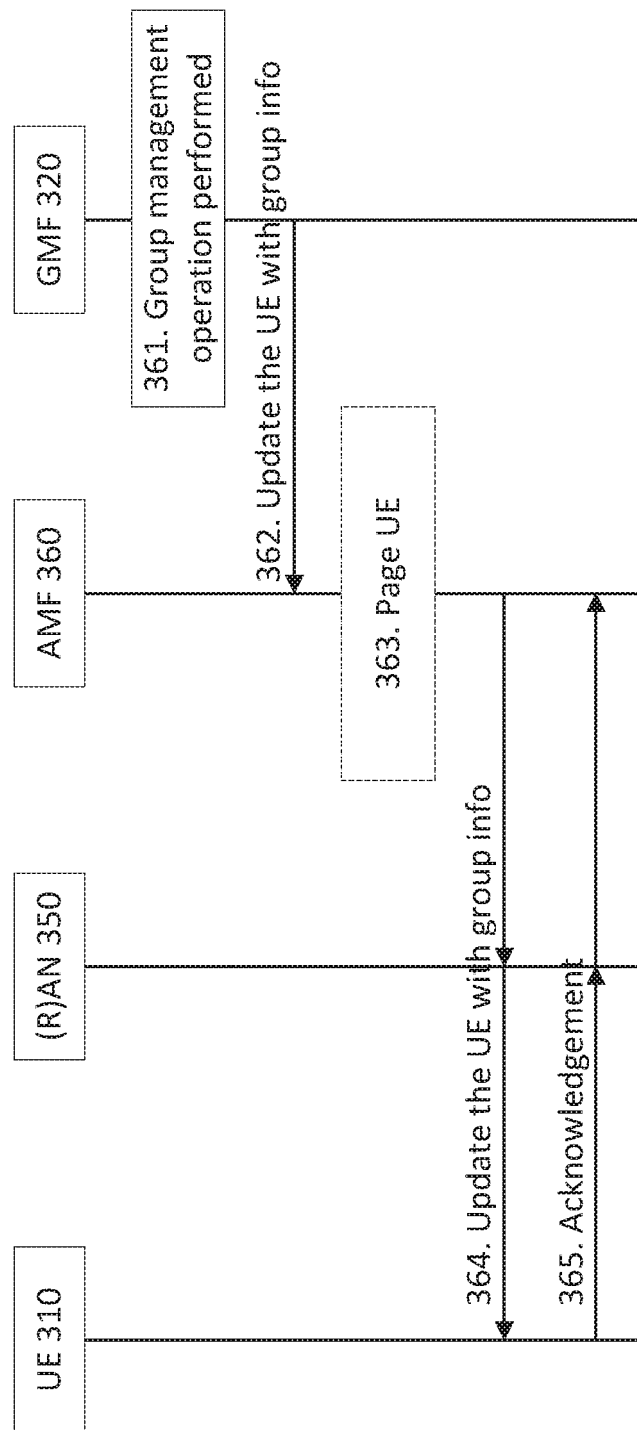 UE 310
(R)AN 350
AMF 360
GMF 320
361. Group management
operation performed
362. Update the UE with group info
363. Page UE
364. Update the UE with group info
365. Acknowledgement